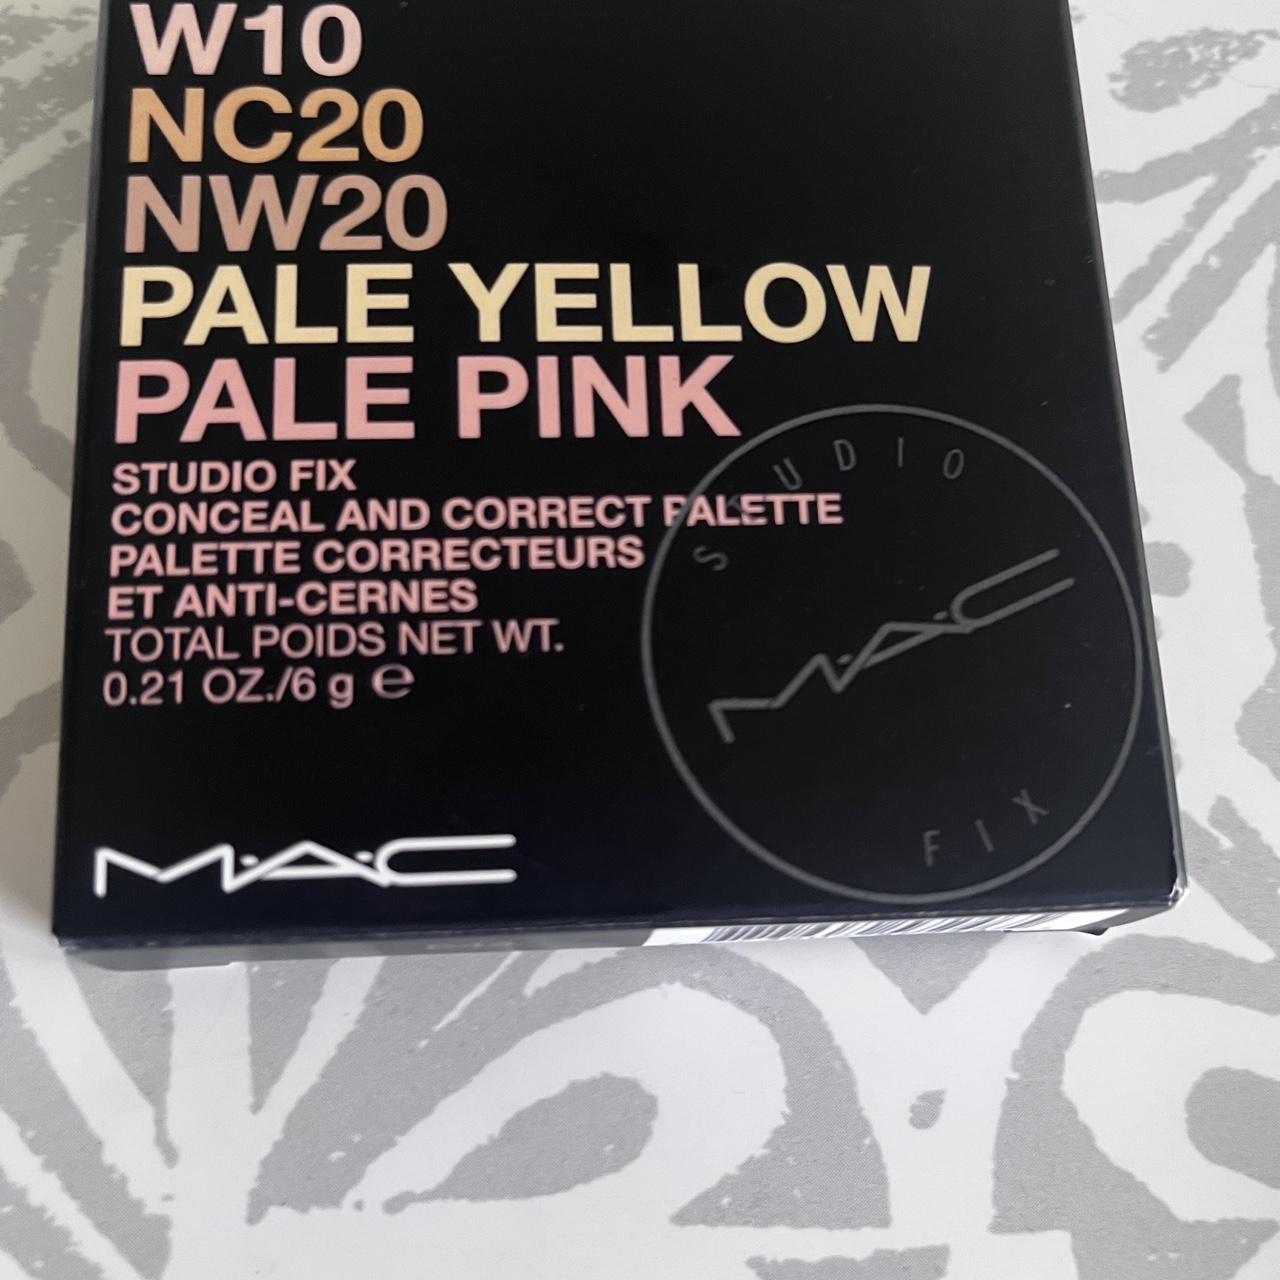 W10
NC20
NW20
PALE YELLOW
PALE PINK
STUDIO FIX
CONCEAL AND CORRECT PALETTE
PALETTE CORRECTEURS
ET ANTI-CERNES
TOTAL POIDS NET WT.
0.21 OZ./6 g e
STUDIO
MAC
FIX
MAC